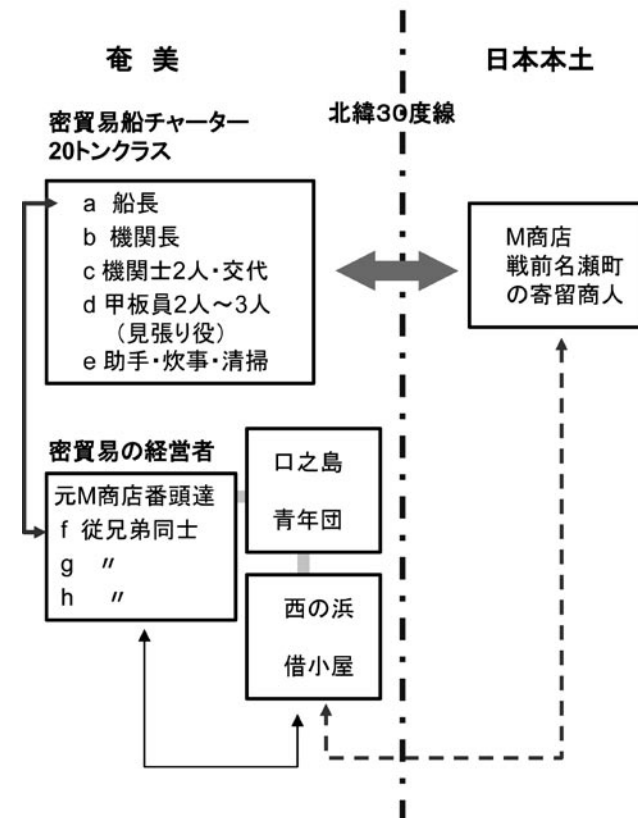 奄 美
日本本土
北緯30度線
密貿易船チャーター
20トンクラス
a 船長
b 機関長
c 機関士2人・交代
d 甲板員2人～3人
（見張り役）
e 助手・炊事・清掃
M商店
戦前名瀬町
の寄留商人
密貿易の経営者
元M商店番頭達
f 従兄弟同士
g 〃
h 〃
口之島
青年団
西の浜
借小屋